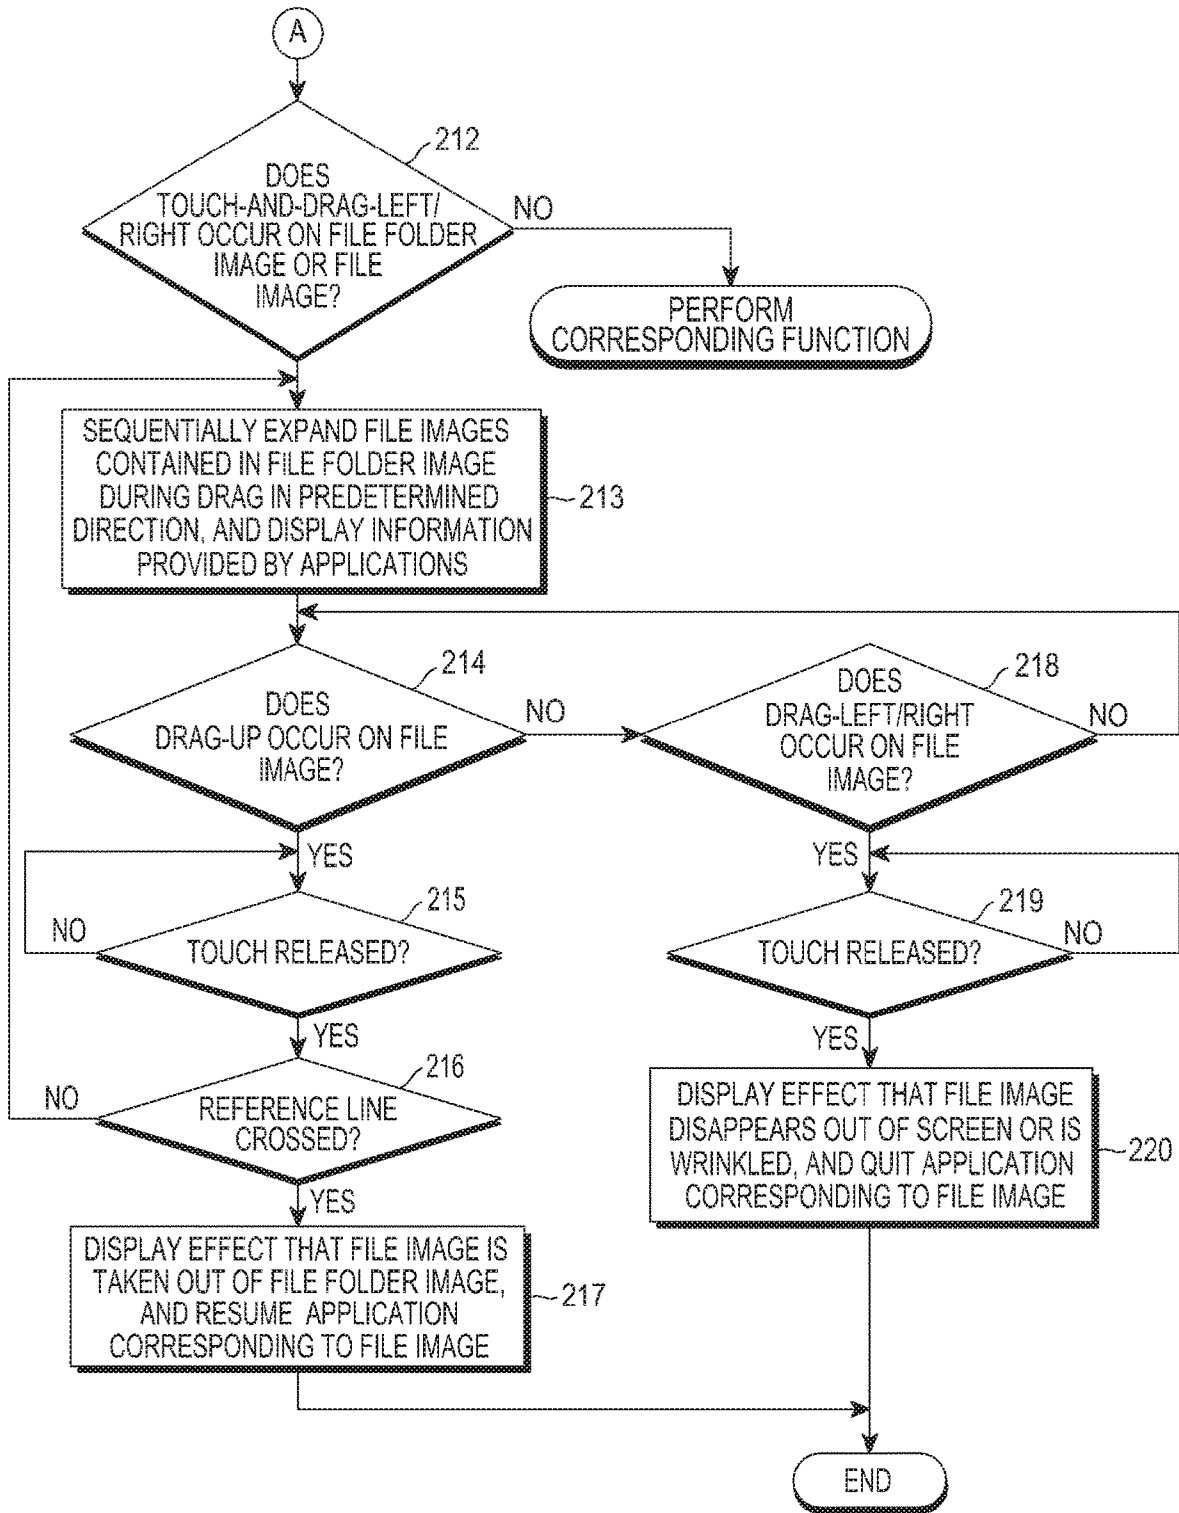 A
212
DOES
TOUCH-AND-DRAG-LEFT/
RIGHT OCCUR ON FILE FOLDER
IMAGE OR FILE
IMAGE?
NO
PERFORM
CORRESPONDING FUNCTION
SEQUENTIALLY EXPAND FILE IMAGES
CONTAINED IN FILE FOLDER IMAGE
DURING DRAG IN PREDETERMINED
DIRECTION, AND DISPLAY INFORMATION
PROVIDED BY APPLICATIONS
213
214
DOES
DRAG-UP OCCUR ON FILE
IMAGE?
NO
218
DOES
DRAG-LEFT/RIGHT
OCCUR ON FILE
IMAGE?
NO
YES
YES
215
NO
TOUCH RELEASED?
219
TOUCH RELEASED?
NO
YES
YES
216
NO
REFERENCE LINE
CROSSED?
YES
DISPLAY EFFECT THAT FILE IMAGE
DISAPPEARS OUT OF SCREEN OR IS
WRINKLED, AND QUIT APPLICATION
CORRESPONDING TO FILE IMAGE
220
DISPLAY EFFECT THAT FILE IMAGE IS
TAKEN OUT OF FILE FOLDER IMAGE,
AND RESUME APPLICATION
CORRESPONDING TO FILE IMAGE
217
END